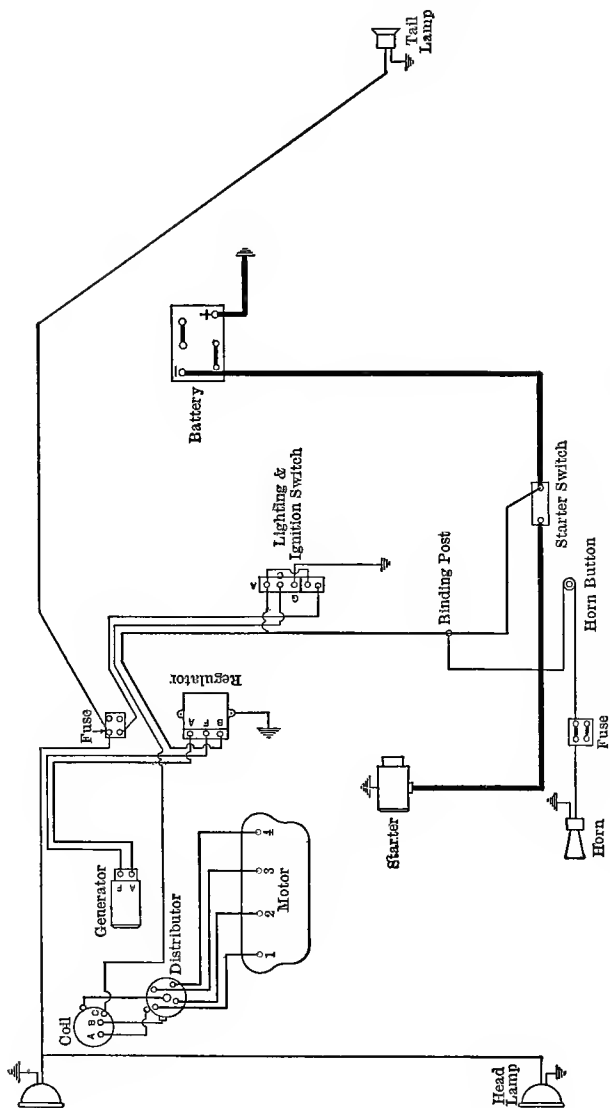 Tail
Lamp
+
−
Battery
Lighting &
Ignition Switch
Binding Post
Starter Switch
Horn Button
Fuse
Regulator
A
F
B
Fuse
Starter
Horn
Generator
F
A
Distributor
Coil
A
B
C
Motor
1
2
3
4
Head
Lamp